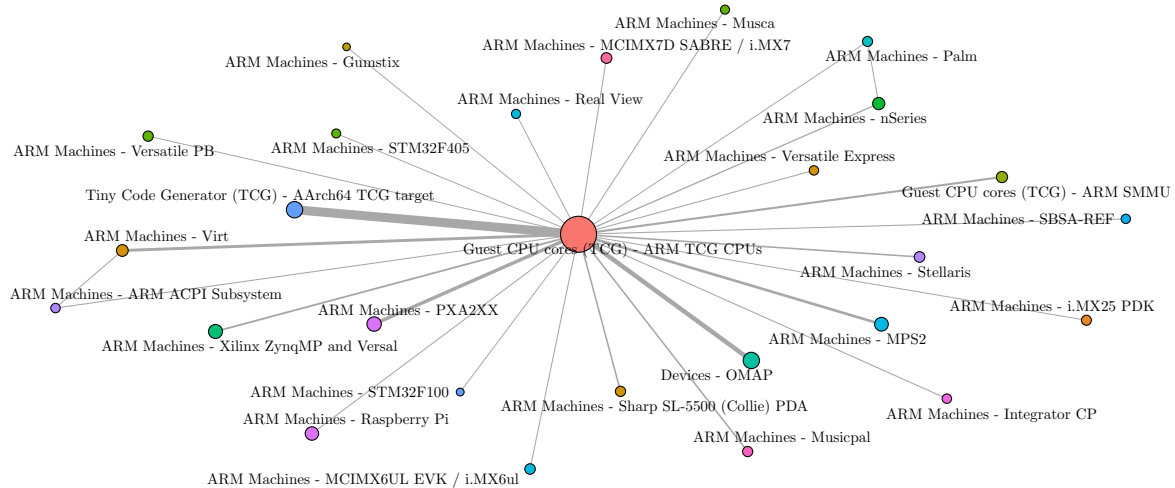 ARM Machines - Musca
ARM Machines - MCIMX7D SABRE / i.MX7
ARM Machines - Palm
ARM Machines - Gumstix
ARM Machines - Real View
ARM Machines - nSeries
ARM Machines - Versatile PB
ARM Machines - STM32F405
ARM Machines - Versatile Express
Tiny Code Generator (TCG) - AArch64 TCG target
Guest CPU cores (TCG) - ARM SMMU
ARM Machines - SBSA-REF
ARM Machines - Virt
Guest CPU cores (TCG) - ARM TCG CPUs
ARM Machines - Stellaris
ARM Machines - ARM ACPI Subsystem
ARM Machines - PXA2XX
ARM Machines - i.MX25 PDK
ARM Machines - Xilinx ZynqMP and Versal
ARM Machines - MPS2
Devices - OMAP
ARM Machines - STM32F100
ARM Machines - Sharp SL-5500 (Collie) PDA
ARM Machines - Integrator CP
ARM Machines - Raspberry Pi
ARM Machines - Musicpal
ARM Machines - MCIMX6UL EVK / i.MX6ul